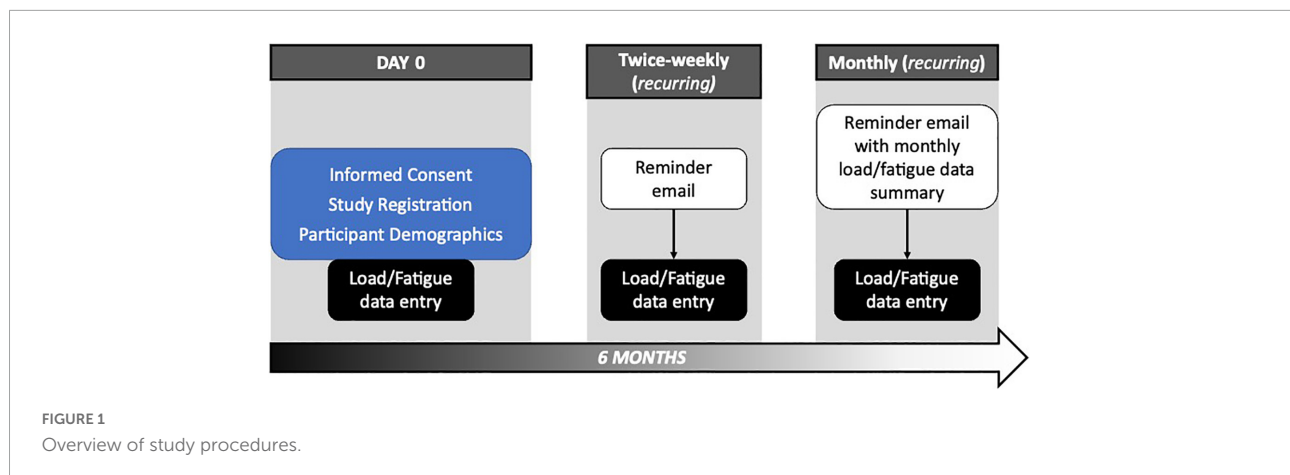 DAY 0
Informed Consent
Study Registration
Participant Demographics
Load/Fatigue
data entry
Twice-weekly
(recurring)
Reminder
email
Load/Fatigue
data entry
Monthly (recurring)
Reminder email
with monthly
load/fatigue data
summary
Load/Fatigue
data entry
6 MONTHS
FIGURE 1
Overview of study procedures.